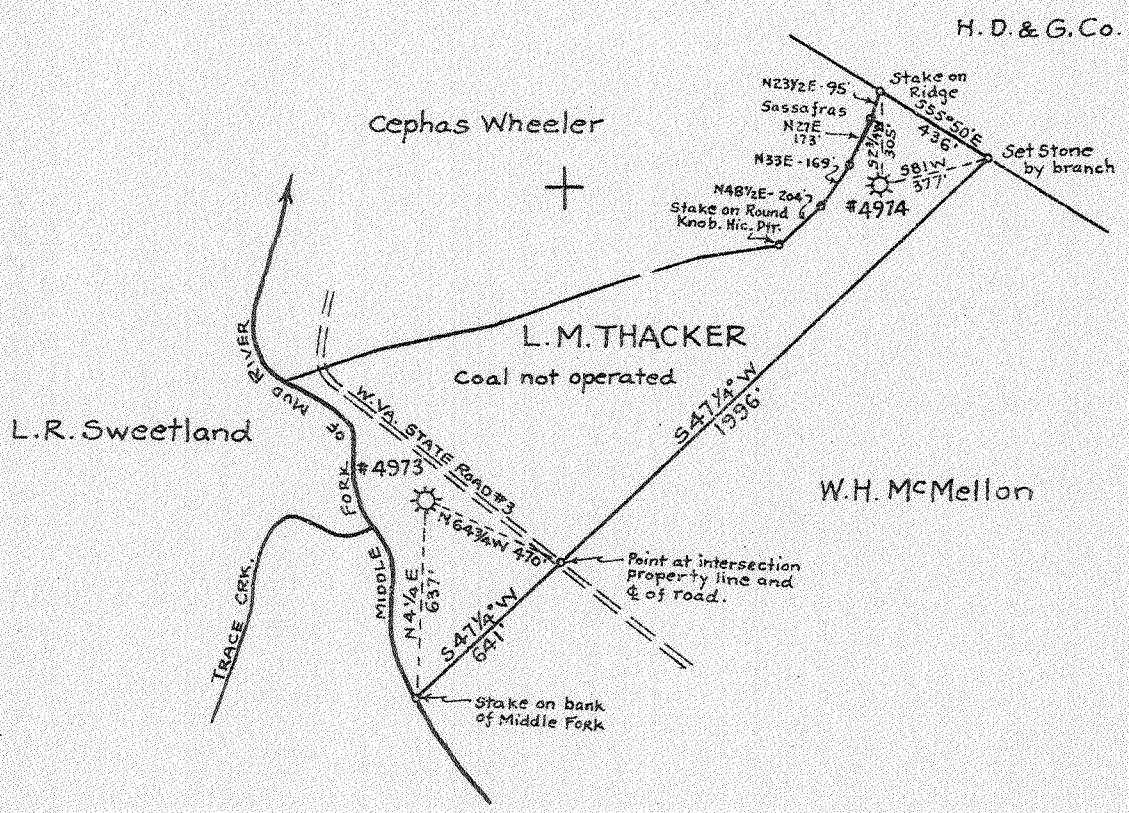 H. D. & G. Co.
Stake on
Ridge
N23½E - 95'
S55°50'E
436'
Sassafras
N27E
173'
S2¾W
305'
Cephas Wheeler
N33E - 169'
S81W
377'
Set Stone
by branch
N48½E - 204'
#4974
Stake on Round
Knob. Hic. Ptr.
L.M. THACKER
Coal not operated
S47¼°W
1996'
MIDDLE FORK OF MUD RIVER
W.VA. STATE ROAD #3
L.R. Sweetland
#4973
W.H. McMellon
N64¾W 470'
Point at intersection
property line and
℄ of road.
N4¼E
637'
S47¼°W
641'
TRACE CRK.
Stake on bank
of Middle Fork